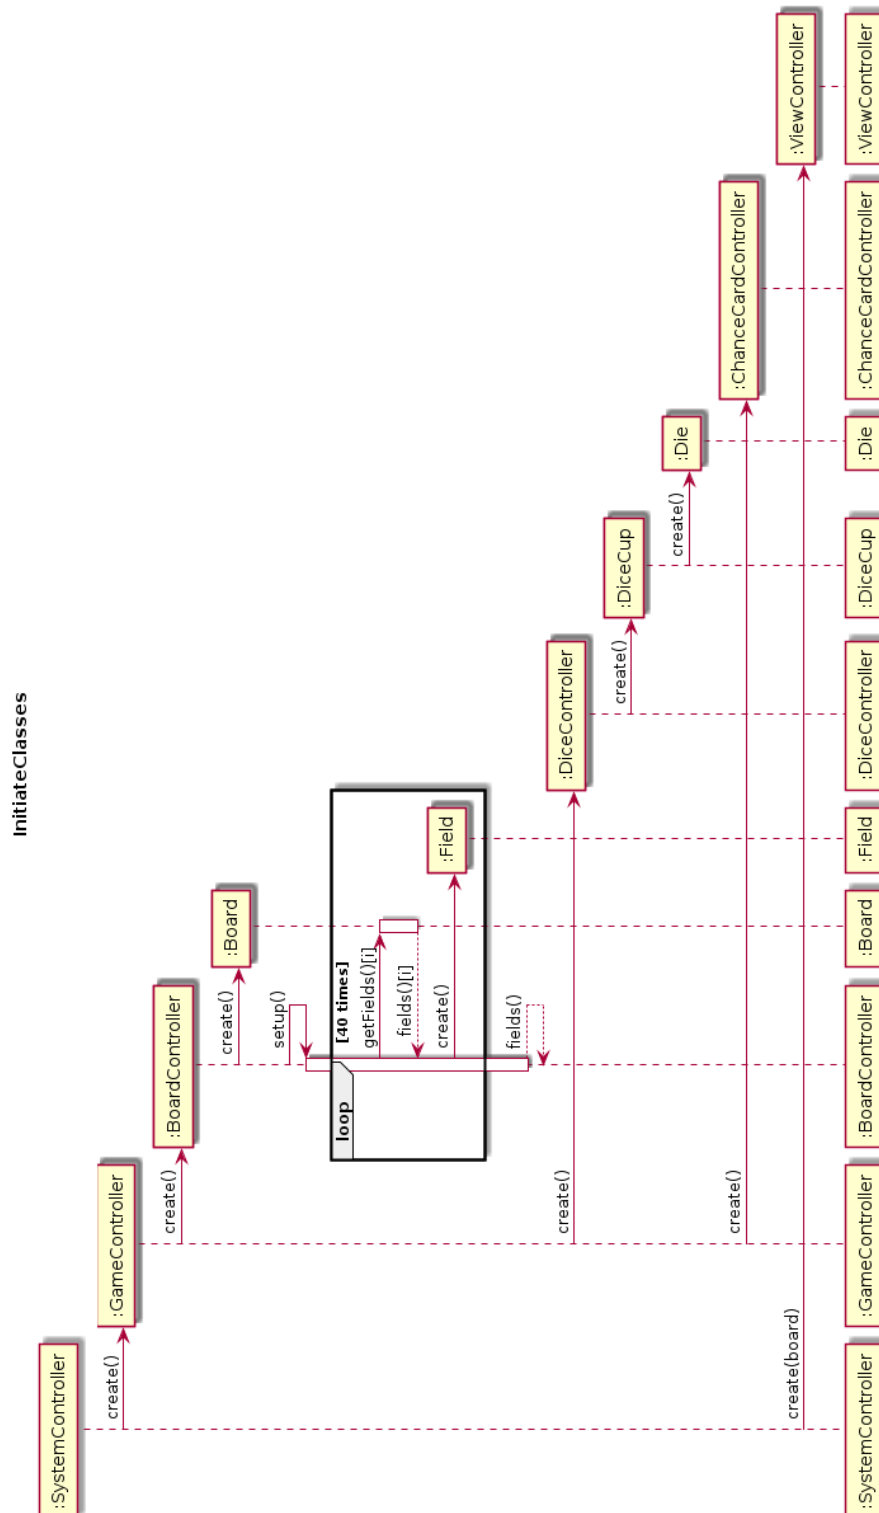 InitiateClasses
:SystemController
create()
:GameController
create()
:BoardController
create()
:Board
setup()
loop
[40 times]
getFields()[i]
fields()[i]
create()
:Field
fields()
create()
:DiceController
create()
:DiceCup
create()
:Die
create()
:ChanceCardController
create(board)
:ViewController
:SystemController
:GameController
:BoardController
:Board
:Field
:DiceController
:DiceCup
:Die
:ChanceCardController
:ViewController